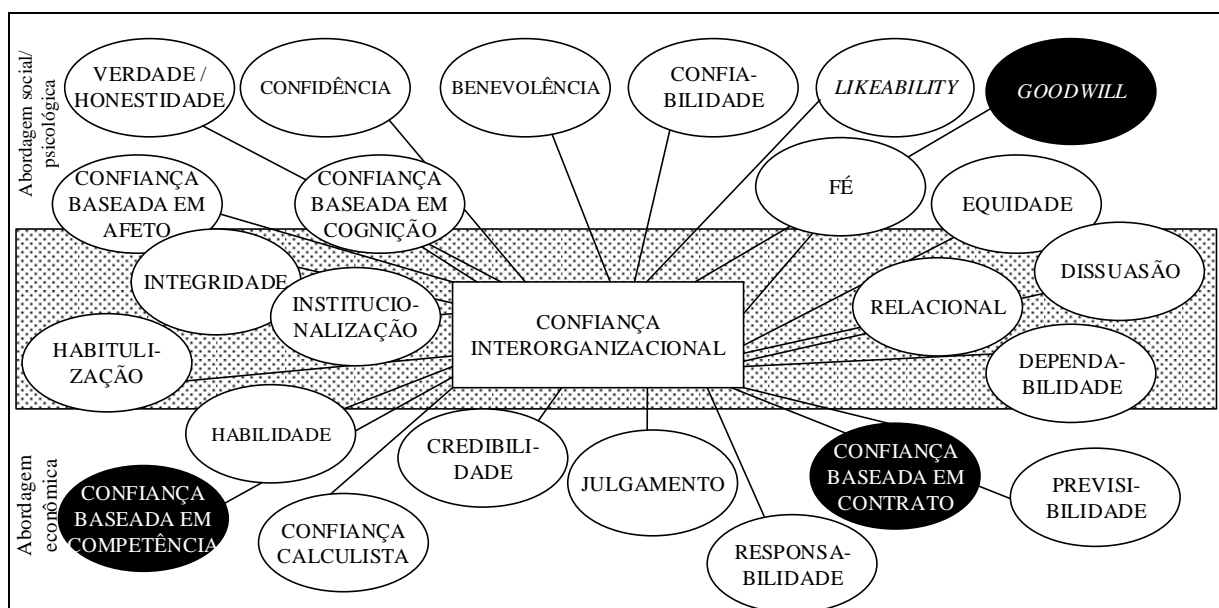 Abordagem social/
psicológica
VERDADE /
HONESTIDADE
CONFIDÊNCIA
BENEVOLÊNCIA
CONFIA-
BILIDADE
LIKEABILITY
GOODWILL
CONFIANÇA
BASEADA EM
AFETO
CONFIANÇA
BASEADA EM
COGNIÇÃO
FÉ
EQUIDADE
INTEGRIDADE
INSTITUCIO-
NALIZAÇÃO
CONFIANÇA
INTERORGANIZACIONAL
RELACIONAL
DISSUASÃO
HABITULI-
ZAÇÃO
DEPENDA-
BILIDADE
Abordagem
econômica
HABILIDADE
CREDIBILI-
DADE
JULGAMENTO
CONFIANÇA
BASEADA EM
CONTRATO
PREVISI-
BILIDADE
CONFIANÇA
BASEADA EM
COMPETÊNCIA
CONFIANÇA
CALCULISTA
RESPONSA-
BILIDADE